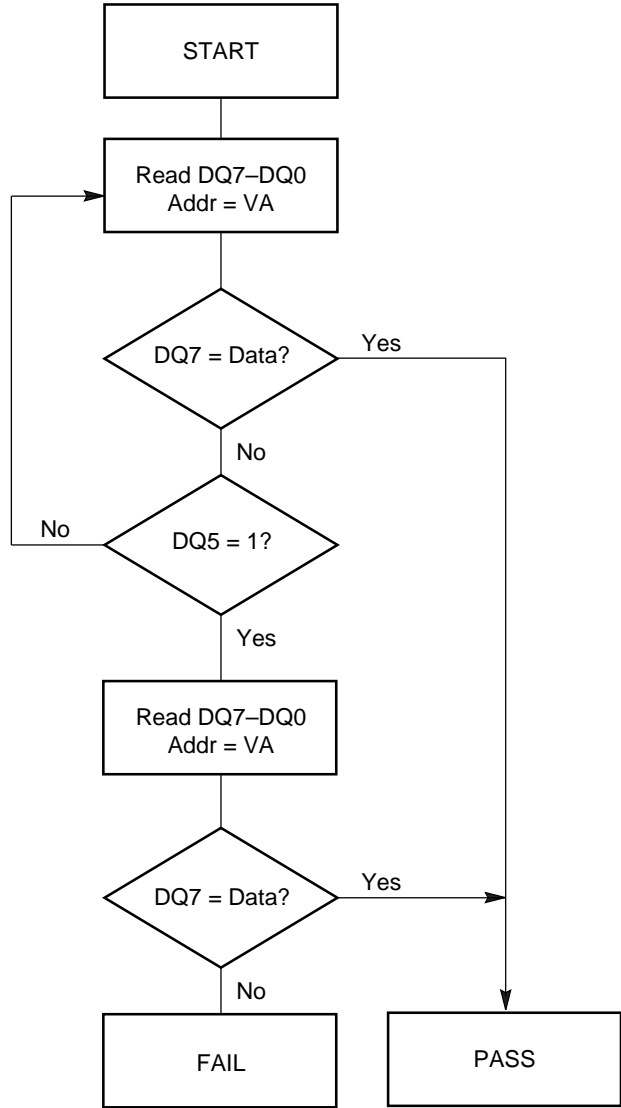 START
Read DQ7–DQ0
Addr = VA
DQ7 = Data?
Yes
No
DQ5 = 1?
No
Yes
Read DQ7–DQ0
Addr = VA
DQ7 = Data?
Yes
No
FAIL
PASS